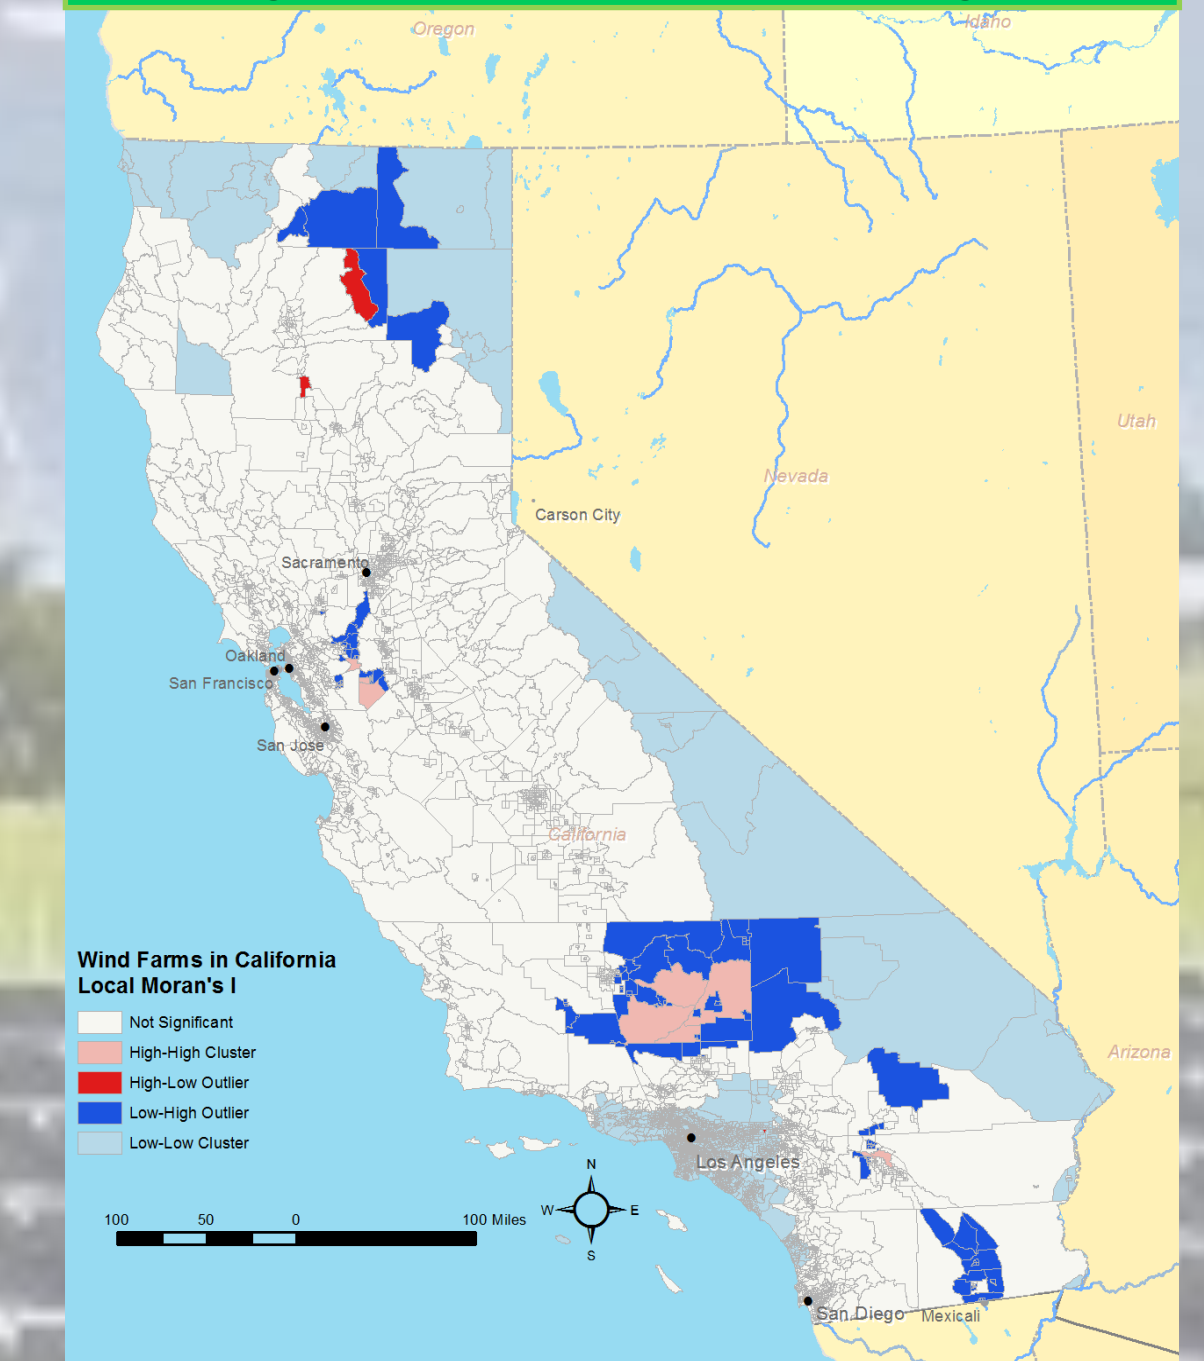 Oregon
Idaho
Utah
Nevada
Carson City
Sacramento
Oakland
San Francisco
San Jose
California
Wind Farms in California
Local Moran's I
Not Significant
High-High Cluster
High-Low Outlier
Low-High Outlier
Low-Low Cluster
Arizona
Los Angeles
N
W
E
S
100 50 0 100 Miles
San Diego
Mexicali